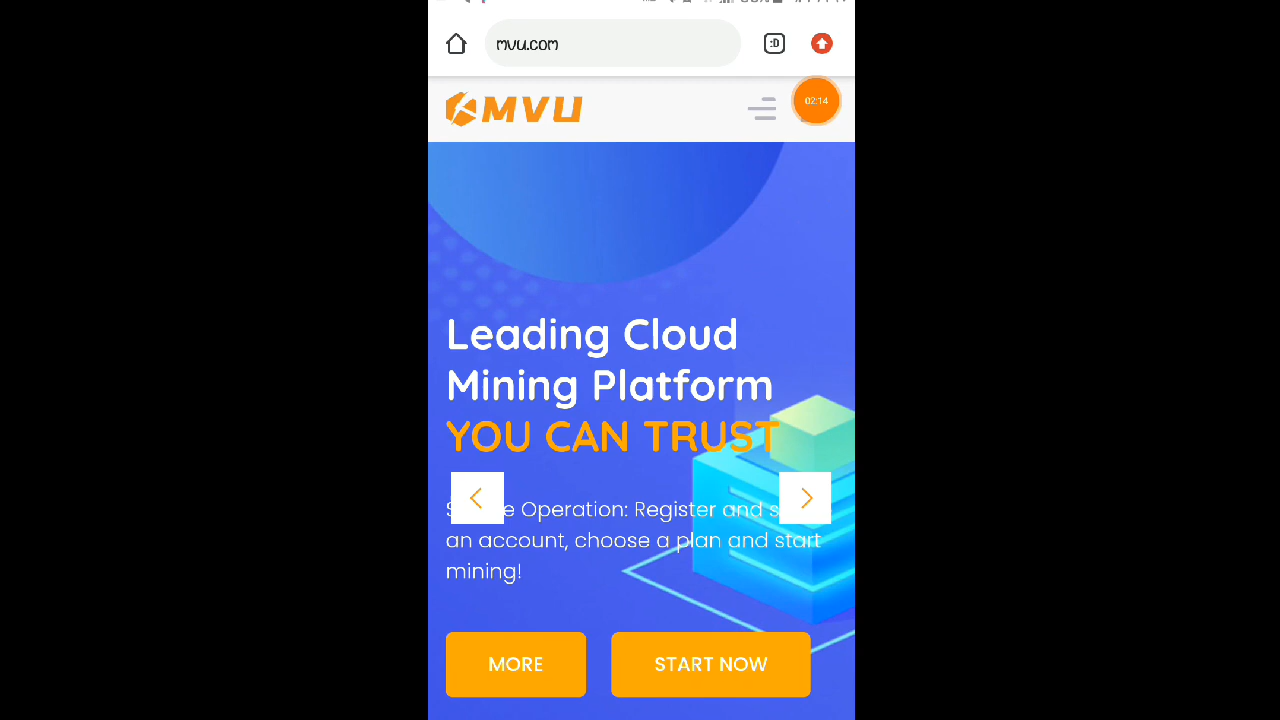 mvu.com
:D
MVU
02:14
Leading Cloud
Mining Platform
YOU CAN TRUST
Operation: Register and
an account, choose a plan and start
mining!
MORE
START NOW